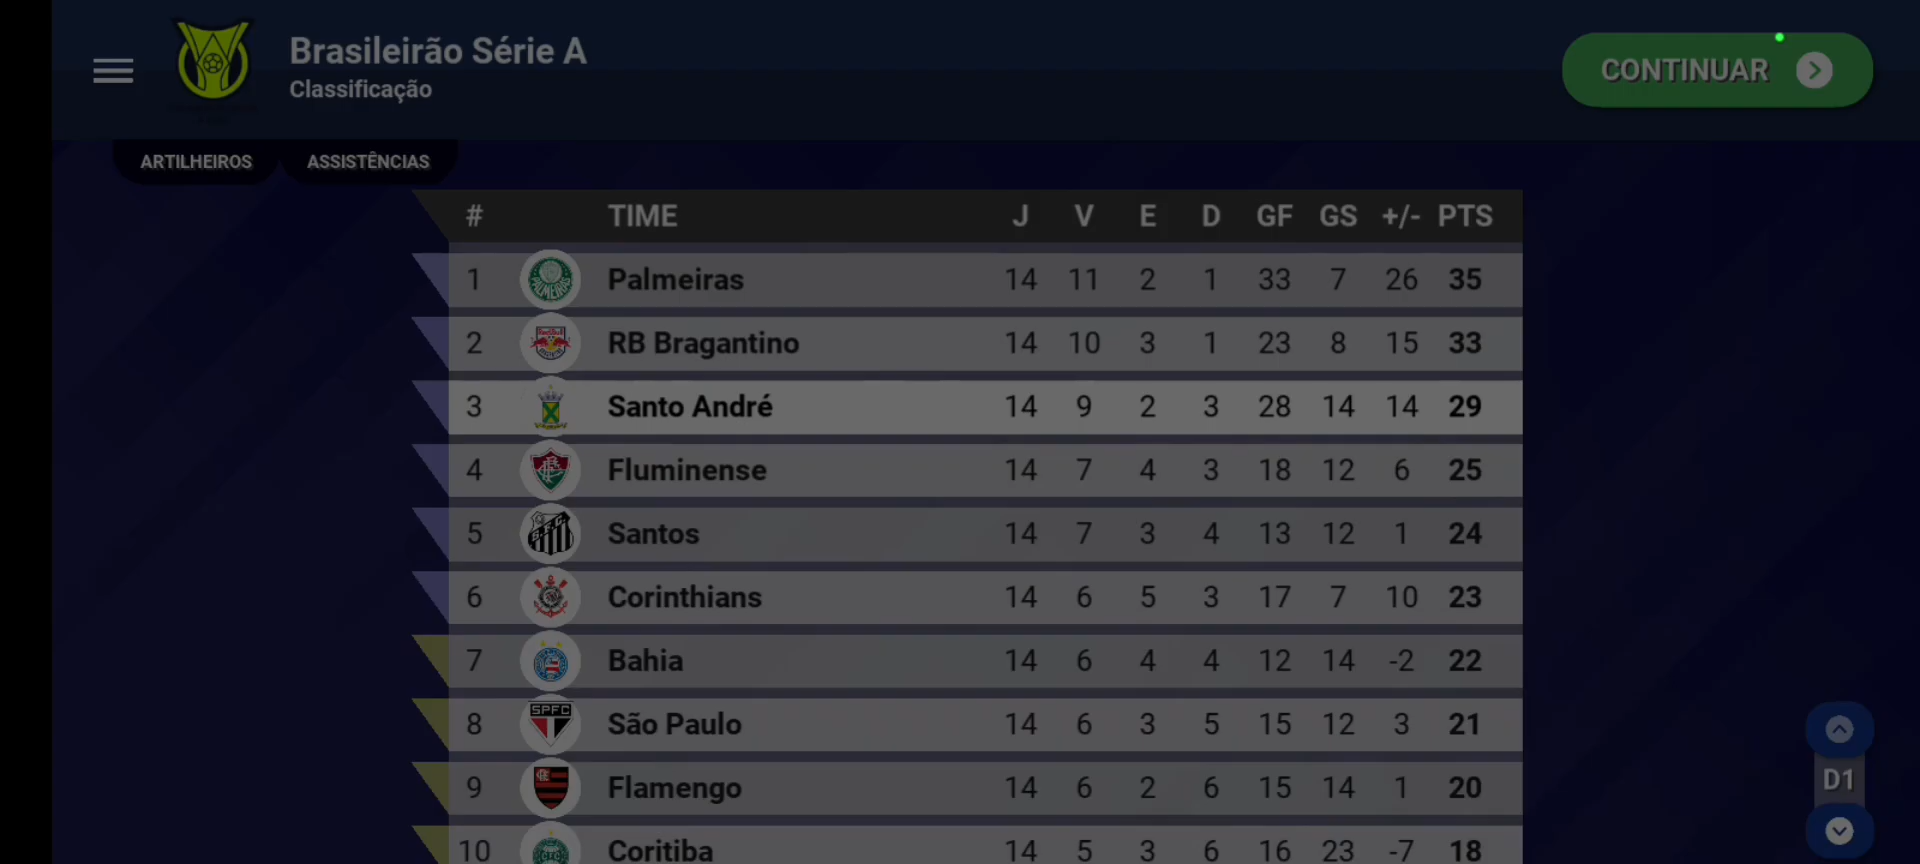 Brasileirão Série A
Classificação
CONTINUAR
ARTILHEIROS ASSISTÊNCIAS
# TIME J V E D GF GS +/- PTS
1 Palmeiras 14 11 2 1 33 7 26 35
2 RB Bragantino 14 10 3 1 23 8 15 33
3 Santo André 14 9 2 3 28 14 14 29
4 Fluminense 14 7 4 3 18 12 6 25
5 Santos 14 7 3 4 13 12 1 24
6 Corinthians 14 6 5 3 17 7 10 23
7 Bahia 14 6 4 4 12 14 -2 22
8 SPFC São Paulo 14 6 3 5 15 12 3 21
9 Flamengo 14 6 2 6 15 14 1 20
10 Coritiba 14 5 3 6 16 23 -7 18
D1